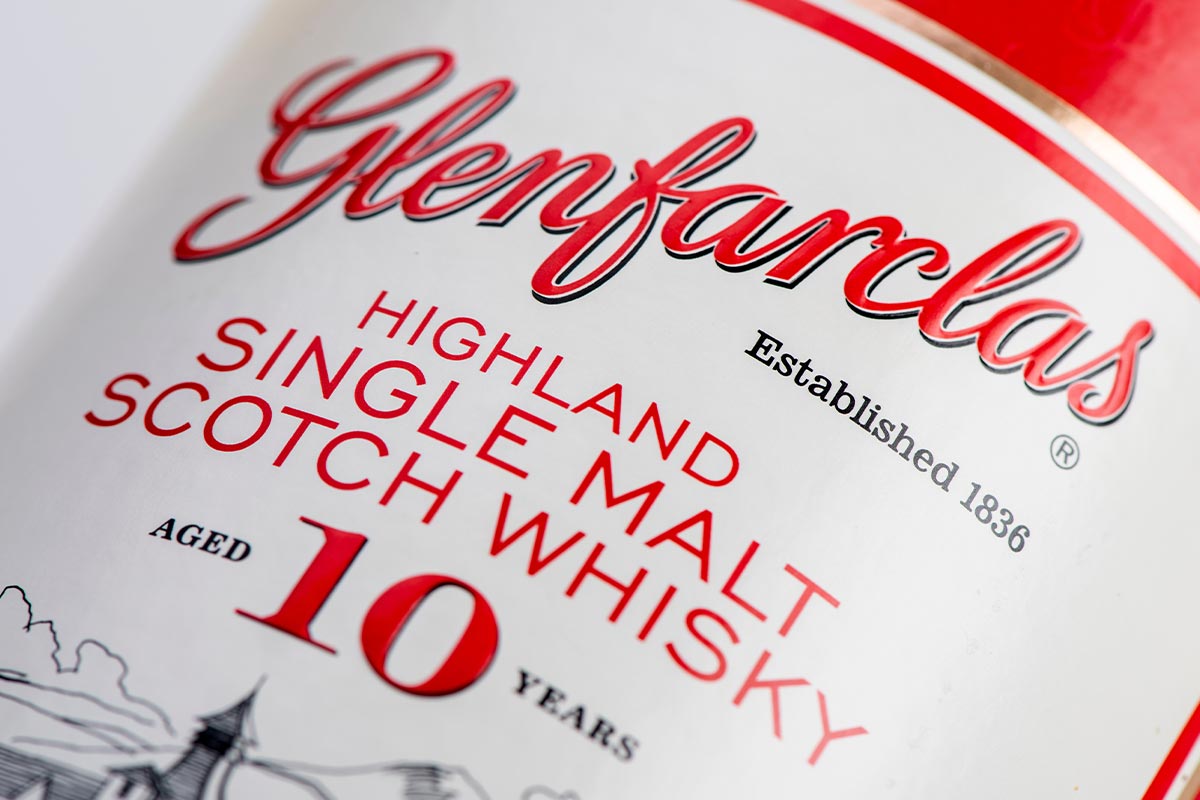 Glenfarclas
®
Established 1836
HIGHLAND
SINGLE MALT
SCOTCH WHISKY
AGED 10 YEARS